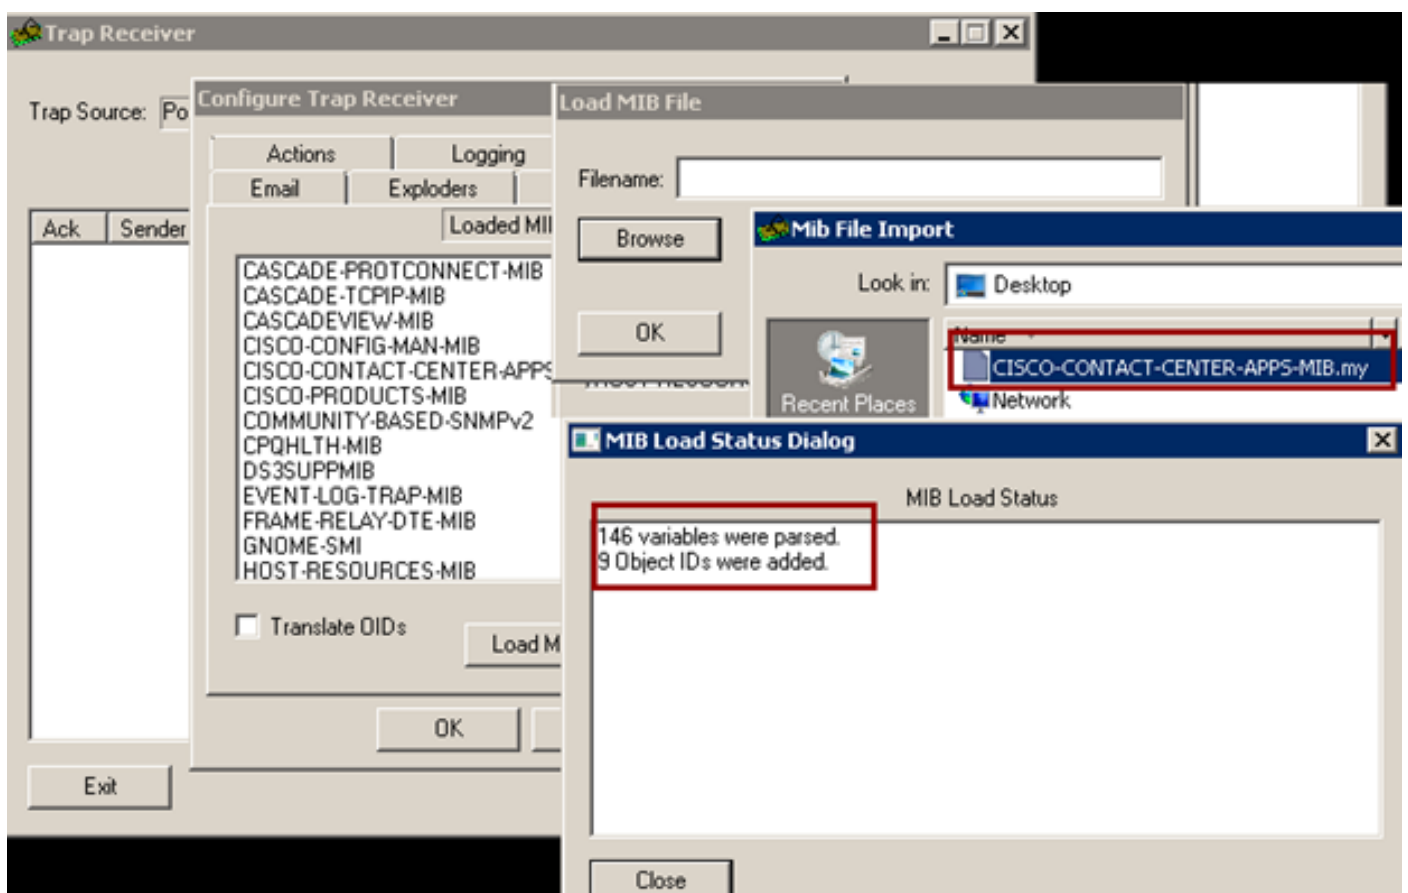 Trap Receiver
Configure Trap Receiver
Load MIB File
Trap Source: Po
Actions Logging
Email Exploders
Filename:
Ack Sender
Loaded MI
Browse
Mib File Import
CASCADE-PROTCONNECT-MIB
CASCADE-TCPIP-MIB
CASCADEVIEW-MIB
CISCO-CONFIG-MAN-MIB
CISCO-CONTACT-CENTER-APPS
CISCO-PRODUCTS-MIB
COMMUNITY-BASED-SNMPv2
CPQHLTH-MIB
DS3SUPPMIB
EVENT-LOG-TRAP-MIB
FRAME-RELAY-DTE-MIB
GNOME-SMI
HOST-RESOURCES-MIB
Look in: Desktop
OK
Name
CISCO-CONTACT-CENTER-APPS-MIB.my
Recent Places
Network
MIB Load Status Dialog
MIB Load Status
146 variables were parsed.
9 Object IDs were added.
Translate OIDs
Load M
OK
Exit
Close